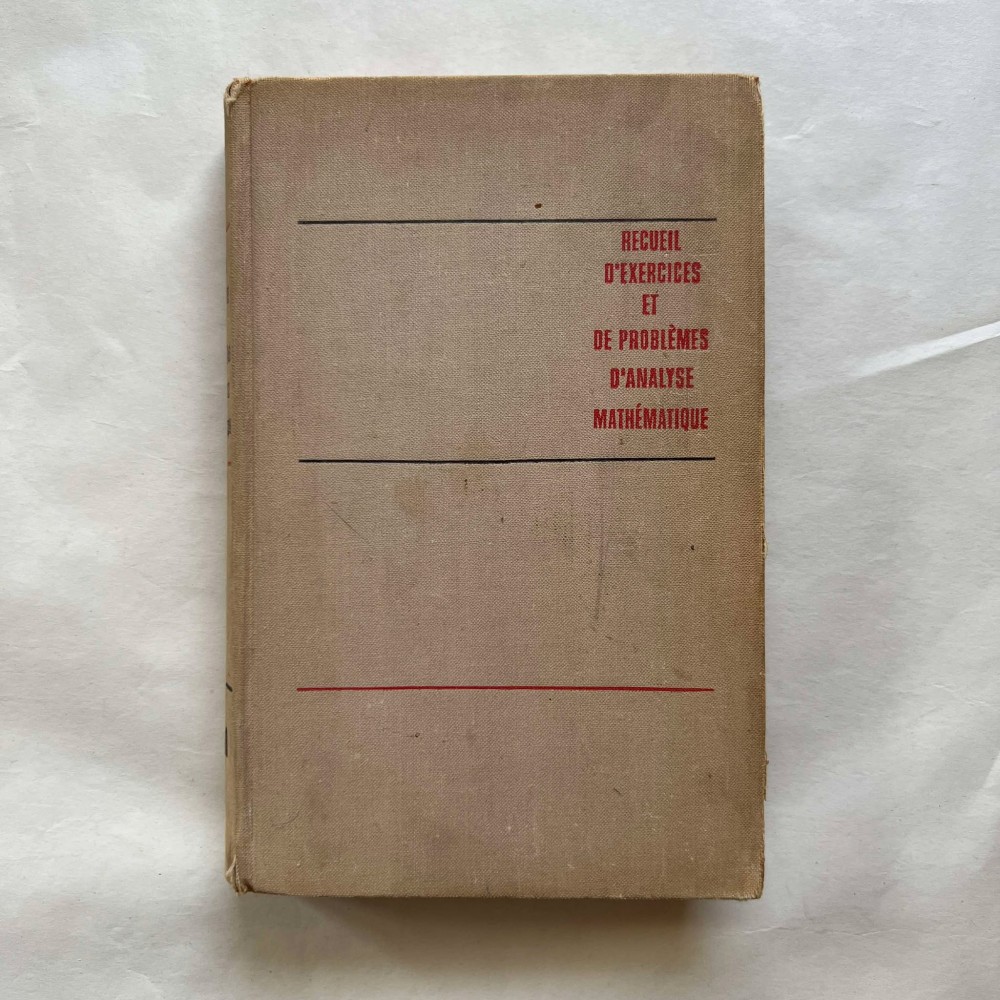 RECUEIL
D'EXERCICES
ET
DE PROBLÈMES
D'ANALYSE
MATHÉMATIQUE